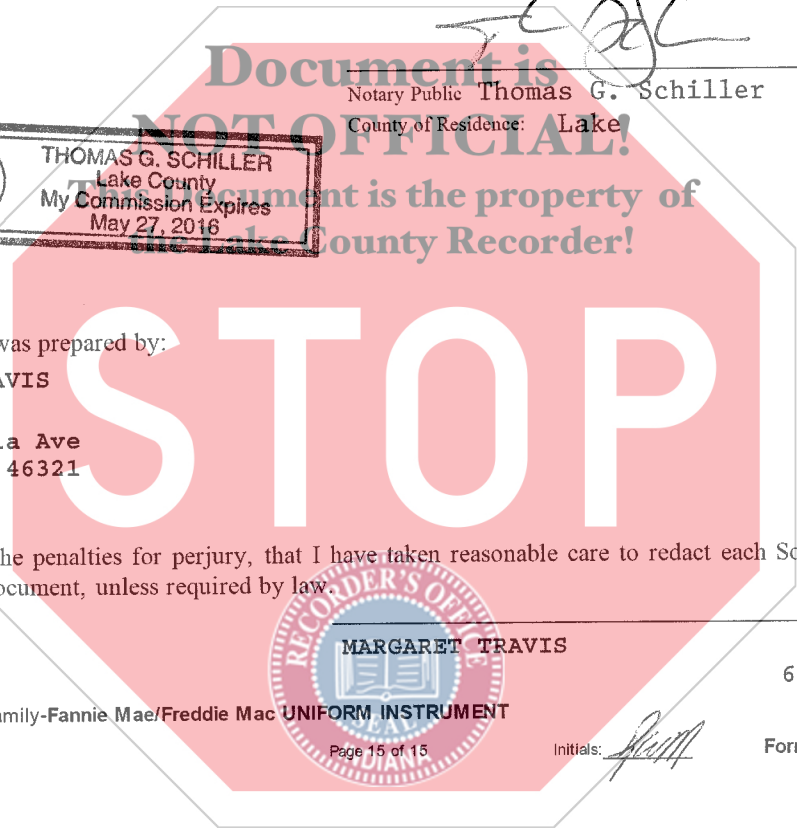 Document is
Notary Public Thomas G. Schiller
NOT OFFICIAL!
County of Residence: Lake
THOMAS G. SCHILLER
Lake County
My Commission Expires
May 27, 2016
This Document is the property of
the Lake County Recorder!
STOP
was prepared by:
AVIS
la Ave
46321
he penalties for perjury, that I have taken reasonable care to redact each So
ocument, unless required by law.
RECORDER'S OFFICE
MARGARET TRAVIS
6
amily-Fannie Mae/Freddie Mac UNIFORM INSTRUMENT
SEAL
Page 15 of 15
Initials:
Form
INDIANA